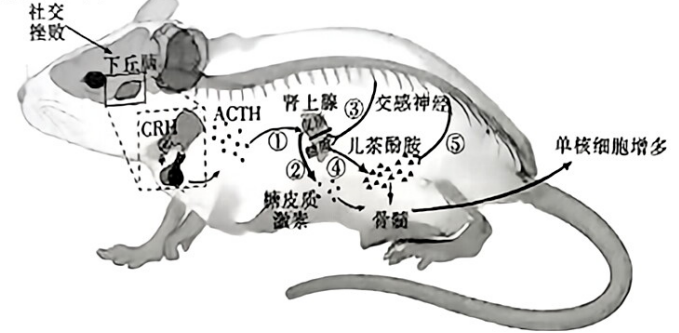 社交
挫败
下丘脑
CRH
ACTH
肾上腺
③
交感神经
①
儿茶酚胺
⑤
②
④
单核细胞增多
糖皮质
激素
骨髓